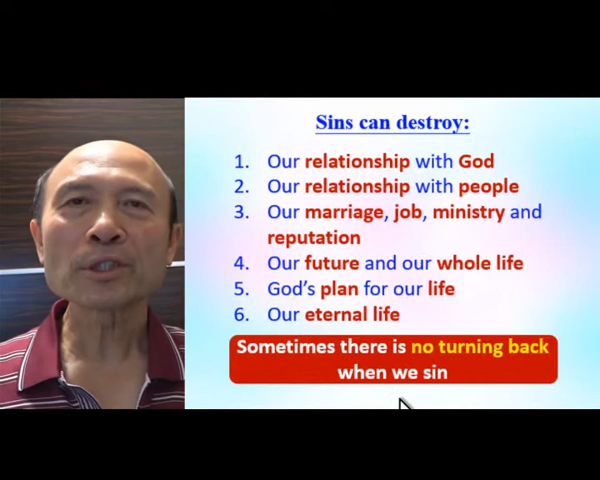 Sins can destroy:
1. Our relationship with God
2. Our relationship with people
3. Our marriage, job, ministry and
reputation
4. Our future and our whole life
5. God's plan for our life
6. Our eternal life
Sometimes there is no turning back
when we sin